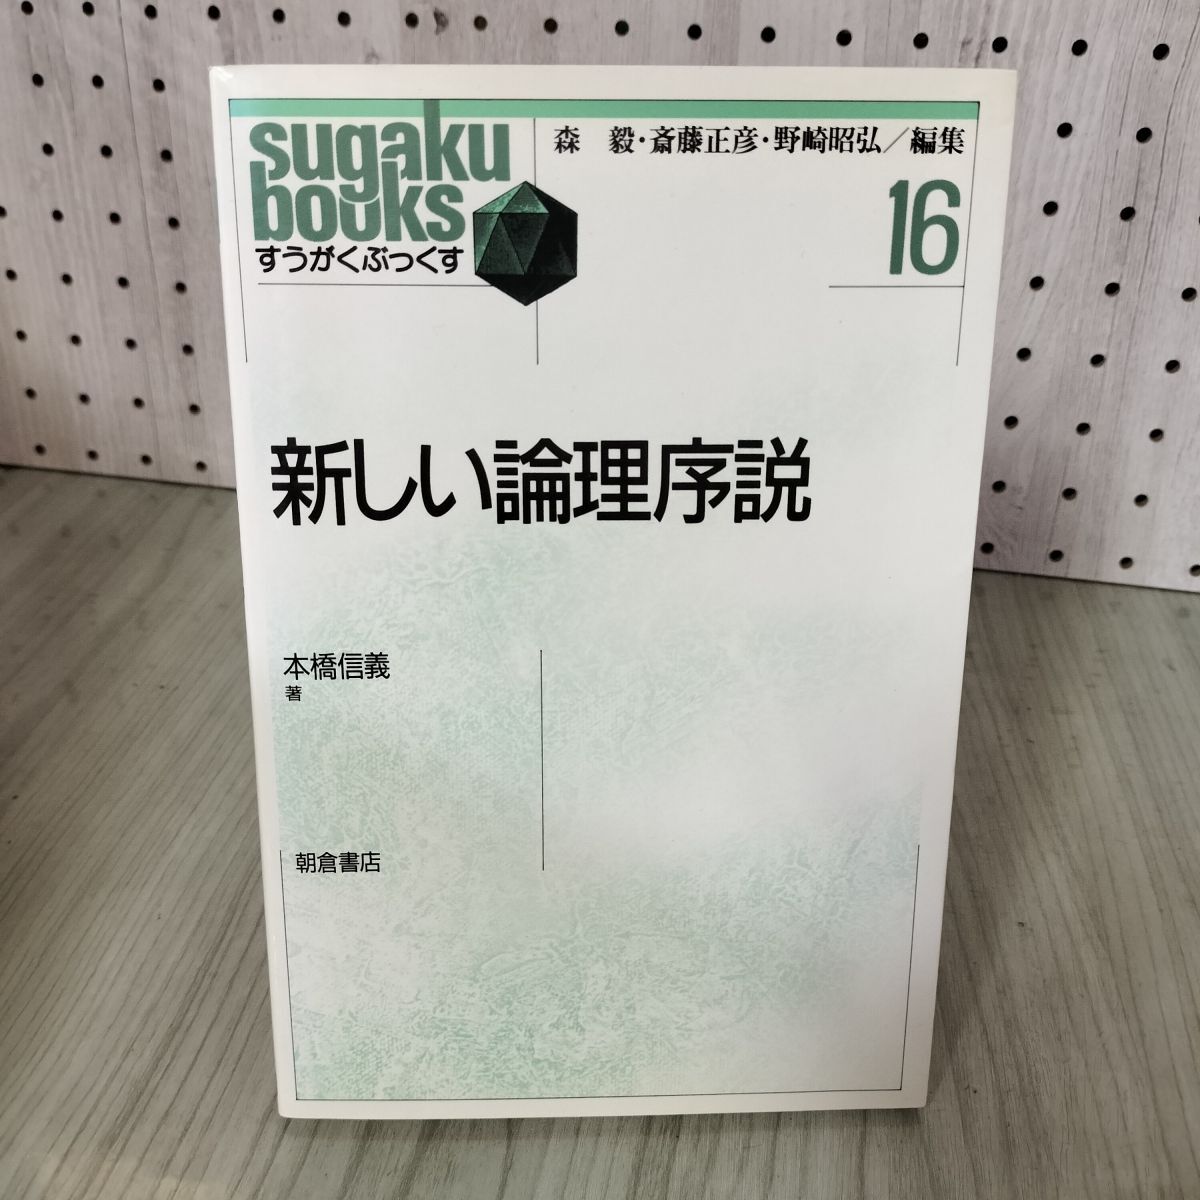 sugaku
books
すうがくぶっくす
森 毅・斎藤正彦・野崎昭弘／編集
16
新しい論理序説
本橋信義
著
朝倉書店